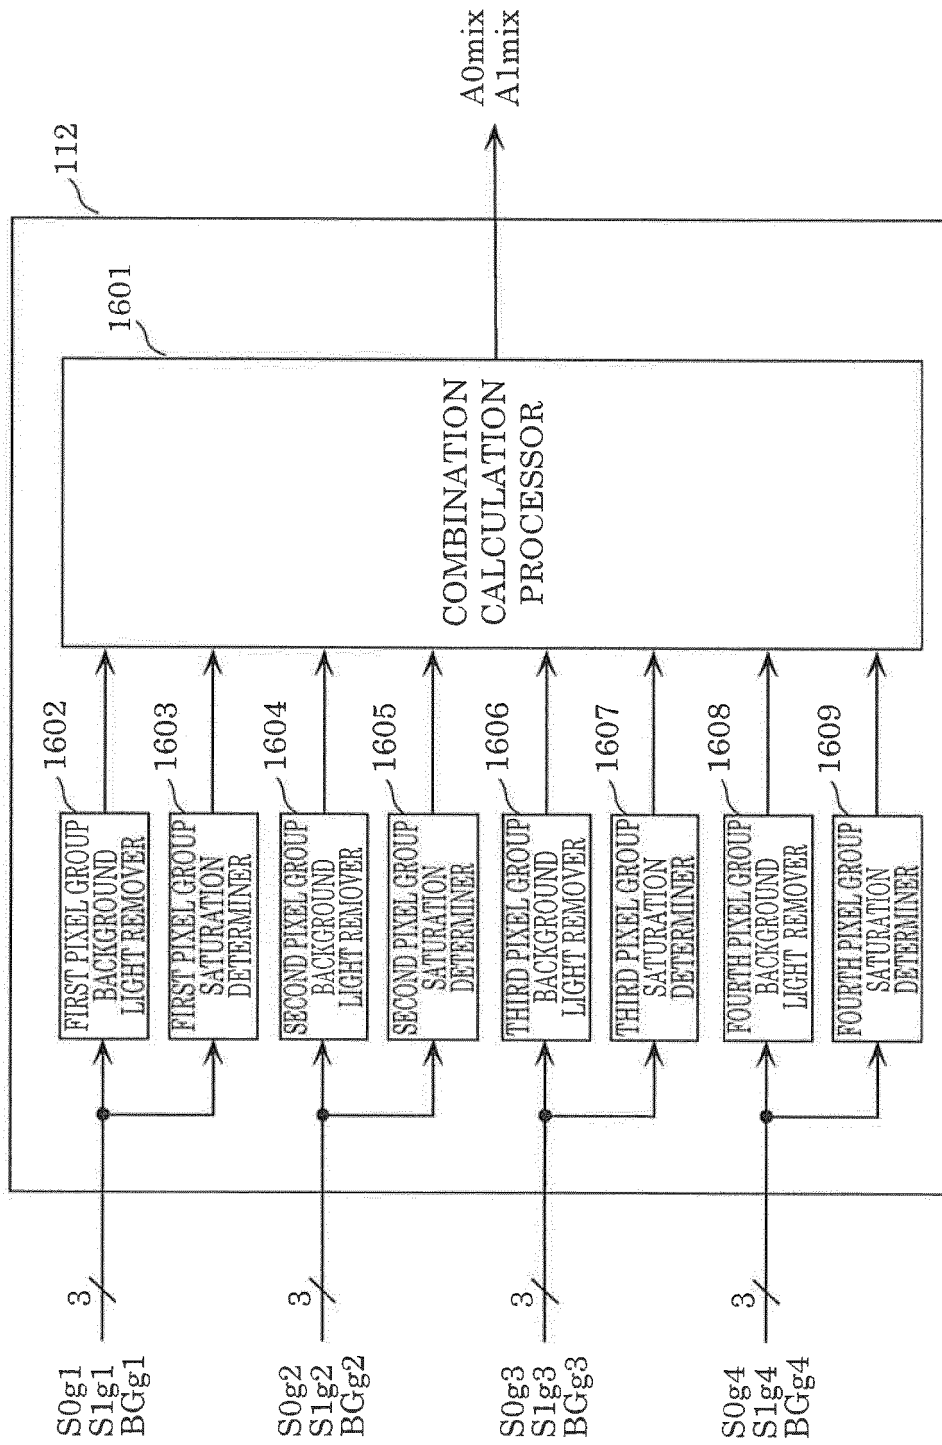 S0g1
S1g1
BGg1
3
FIRST PIXEL GROUP
BACKGROUND
LIGHT REMOVER
1602
FIRST PIXEL GROUP
SATURATION
DETERMINER
1603
S0g2
S1g2
BGg2
3
SECOND PIXEL GROUP
BACKGROUND
LIGHT REMOVER
1604
SECOND PIXEL GROUP
SATURATION
DETERMINER
1605
S0g3
S1g3
BGg3
3
THIRD PIXEL GROUP
BACKGROUND
LIGHT REMOVER
1606
THIRD PIXEL GROUP
SATURATION
DETERMINER
1607
S0g4
S1g4
BGg4
3
FOURTH PIXEL GROUP
BACKGROUND
LIGHT REMOVER
1608
FOURTH PIXEL GROUP
SATURATION
DETERMINER
1609
COMBINATION
CALCULATION
PROCESSOR
1601
112
A0mix
A1mix